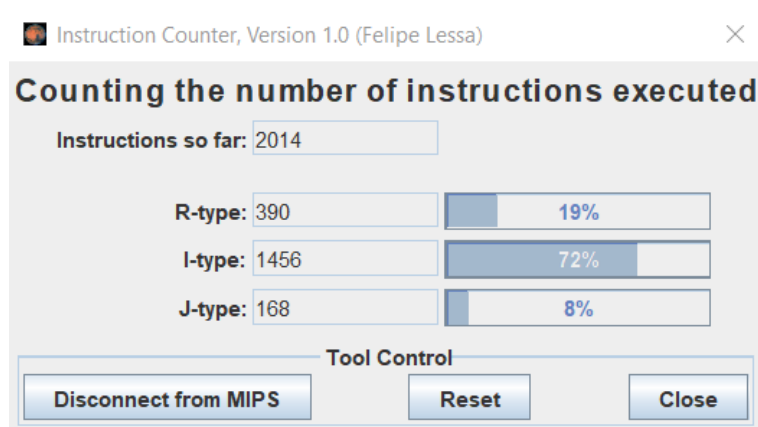 Instruction Counter, Version 1.0 (Felipe Lessa)
Counting the number of instructions executed
Instructions so far: 2014
R-type: 390 19%
I-type: 1456 72%
J-type: 168 8%
Tool Control
Disconnect from MIPS Reset Close